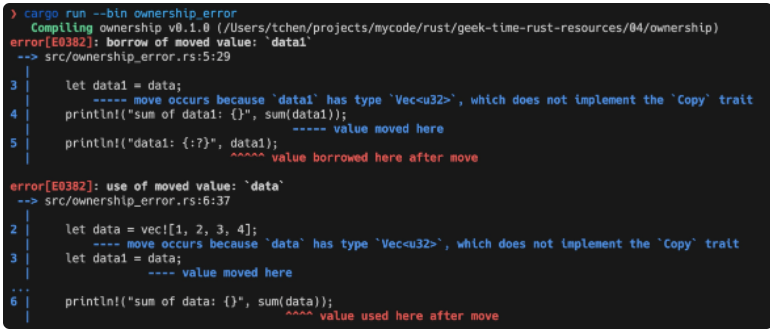 ❯ cargo run --bin ownership_error
   Compiling ownership v0.1.0 (/Users/tchen/projects/mycode/rust/geek-time-rust-resources/04/ownership)
error[E0382]: borrow of moved value: `data1`
 --> src/ownership_error.rs:5:29
  |
3 |     let data1 = data;
  |         ----- move occurs because `data1` has type `Vec<u32>`, which does not implement the `Copy` trait
4 |     println!("sum of data1: {}", sum(data1));
  |                                      ----- value moved here
5 |     println!("data1: {:?}", data1);
  |                             ^^^^^ value borrowed here after move

error[E0382]: use of moved value: `data`
 --> src/ownership_error.rs:6:37
  |
2 |     let data = vec![1, 2, 3, 4];
  |         ---- move occurs because `data` has type `Vec<u32>`, which does not implement the `Copy` trait
3 |     let data1 = data;
  |                 ---- value moved here
...
6 |     println!("sum of data: {}", sum(data));
  |                                     ^^^^ value used here after move